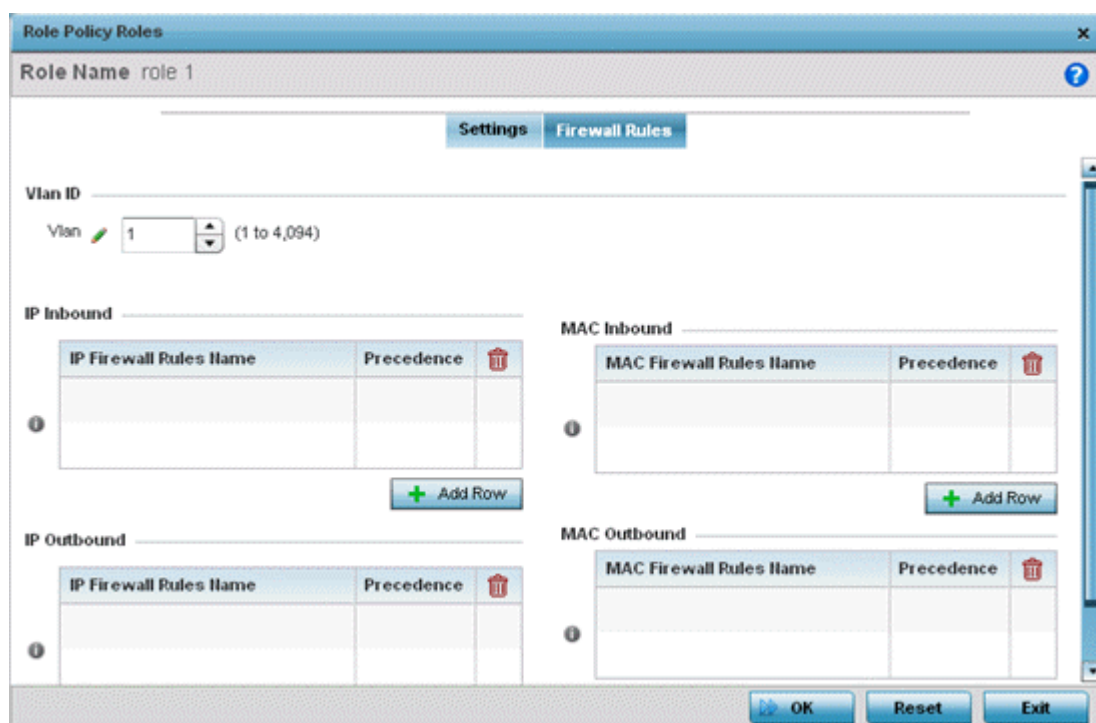 Role Policy Roles
Role Name role 1
Settings
Firewall Rules
Vlan ID
Vlan 1 (1 to 4,094)
IP Inbound
IP Firewall Rules Name Precedence
Add Row
MAC Inbound
MAC Firewall Rules Name Precedence
Add Row
IP Outbound
IP Firewall Rules Name Precedence
MAC Outbound
MAC Firewall Rules Name Precedence
OK
Reset
Exit